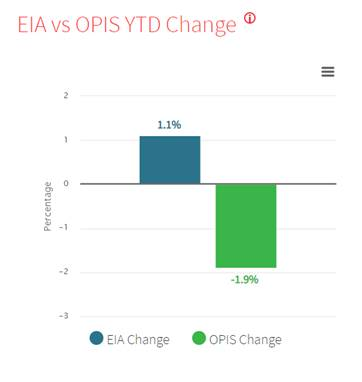 EIA vs OPIS YTD Change
2
1.1%
1
0
Percentage
-1
-2
-1.9%
-3
EIA Change OPIS Change